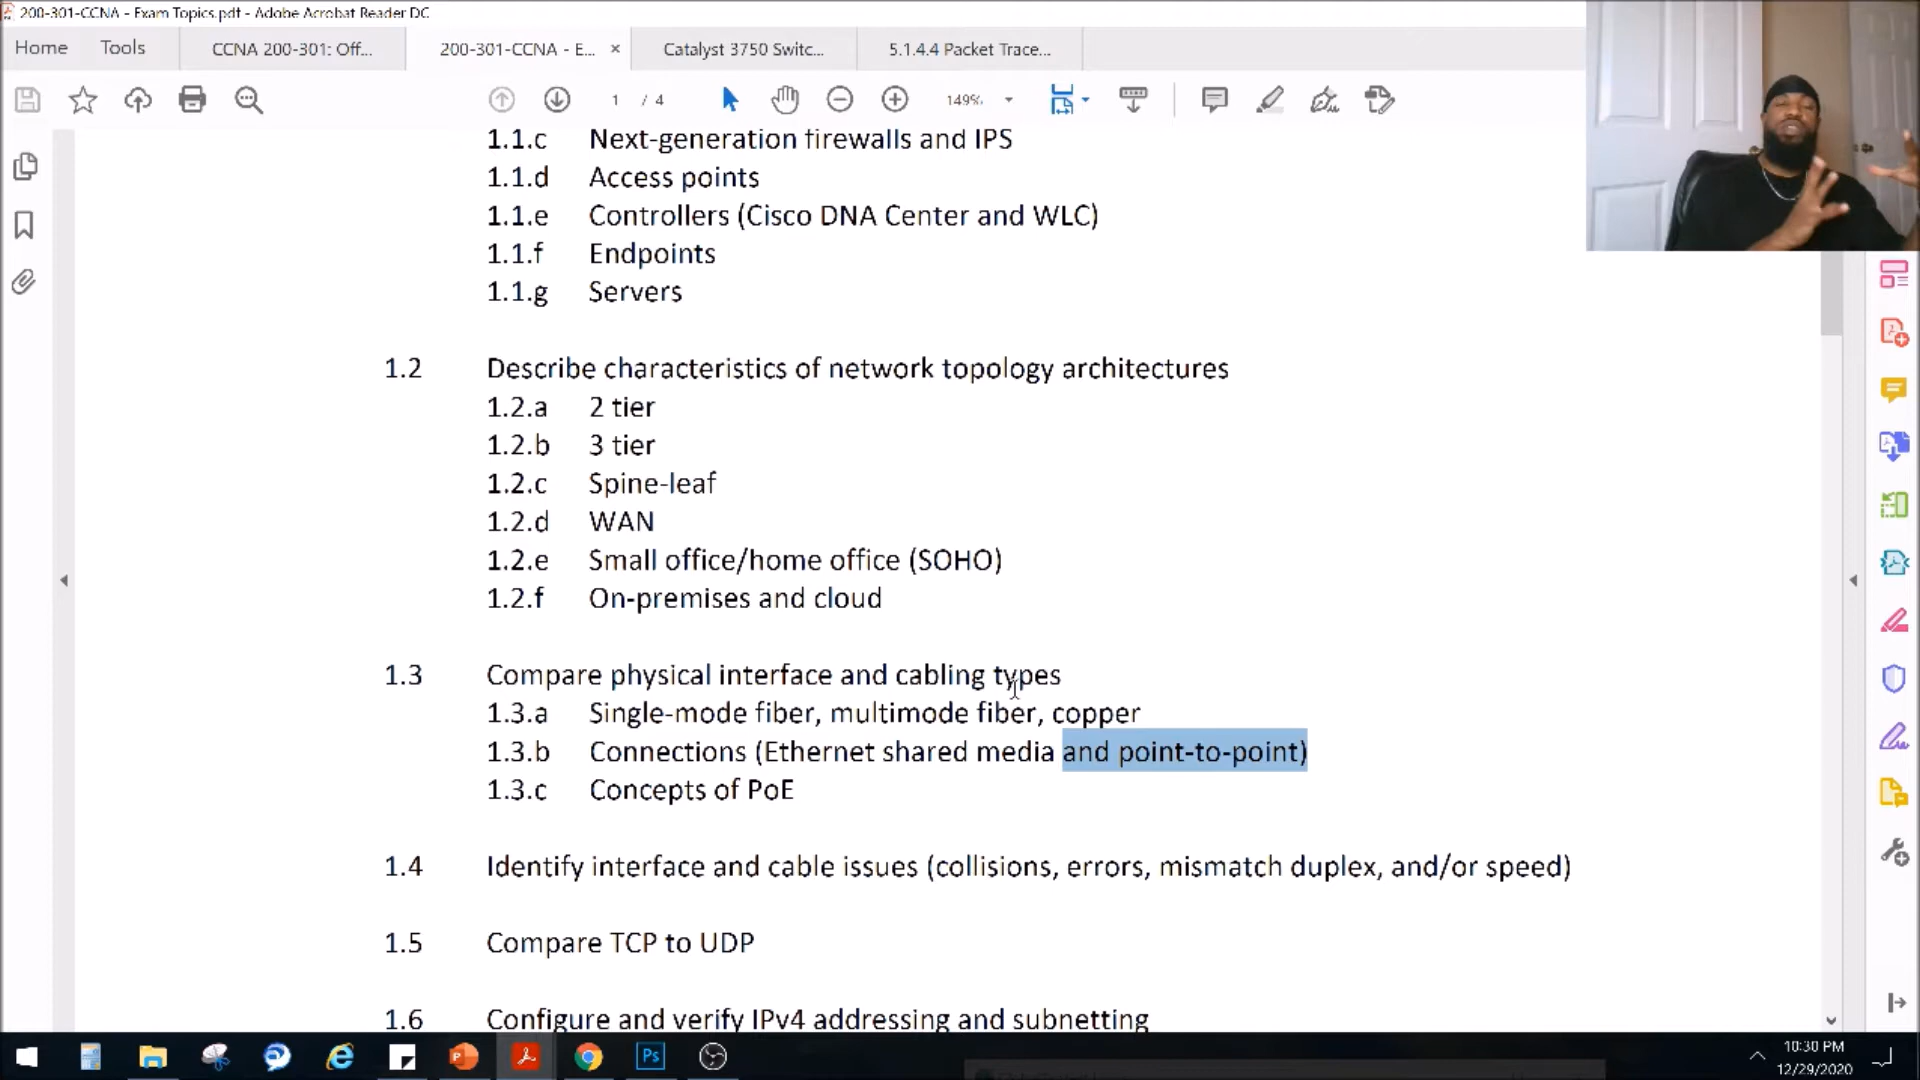 200-301-CCNA - Exam Topics.pdf - Adobe Acrobat Reader DC
Home Tools CCNA 200-301: Off... 200-301-CCNA - E... × Catalyst 3750 Switc... 5.1.4.4 Packet Trace...
1 / 4 149%
1.1.c Next-generation firewalls and IPS
1.1.d Access points
1.1.e Controllers (Cisco DNA Center and WLC)
1.1.f Endpoints
1.1.g Servers
1.2 Describe characteristics of network topology architectures
1.2.a 2 tier
1.2.b 3 tier
1.2.c Spine-leaf
1.2.d WAN
1.2.e Small office/home office (SOHO)
1.2.f On-premises and cloud
1.3 Compare physical interface and cabling types
1.3.a Single-mode fiber, multimode fiber, copper
1.3.b Connections (Ethernet shared media and point-to-point)
1.3.c Concepts of PoE
1.4 Identify interface and cable issues (collisions, errors, mismatch duplex, and/or speed)
1.5 Compare TCP to UDP
1.6 Configure and verify IPv4 addressing and subnetting
Ps
10:30 PM
12/29/2020